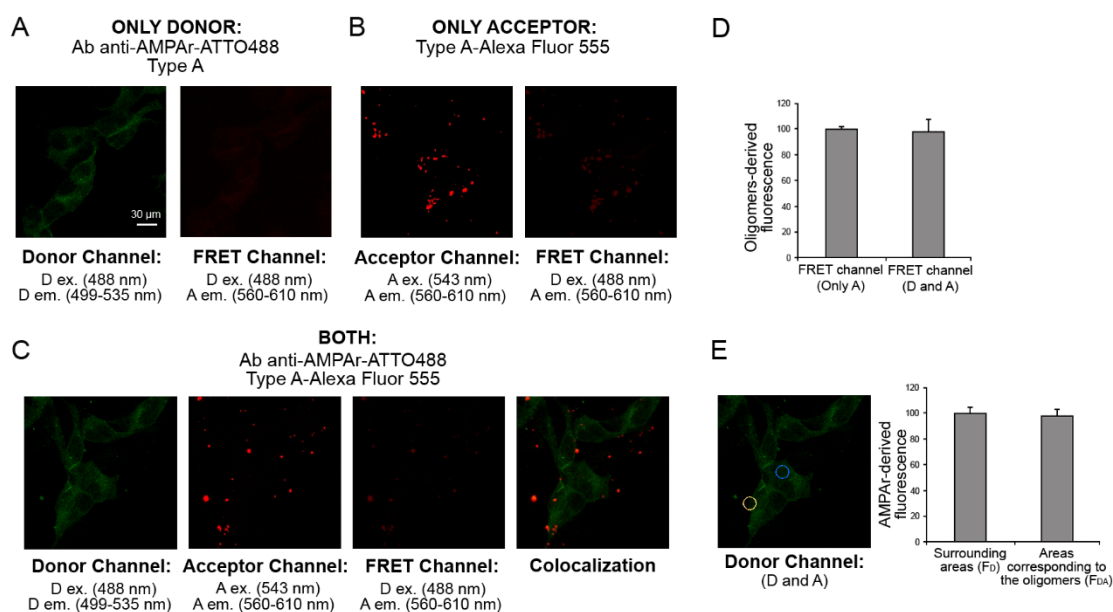 A
ONLY DONOR:
Ab anti-AMPAr-ATTO488
Type A
30 µm
Donor Channel:
D ex. (488 nm)
D em. (499-535 nm)
FRET Channel:
D ex. (488 nm)
A em. (560-610 nm)
B
ONLY ACCEPTOR:
Type A-Alexa Fluor 555
Acceptor Channel:
A ex. (543 nm)
A em. (560-610 nm)
FRET Channel:
D ex. (488 nm)
A em. (560-610 nm)
D
Oligomers-derived
fluorescence
120
100
80
60
40
20
0
FRET channel
(Only A)
FRET channel
(D and A)
C
BOTH:
Ab anti-AMPAr-ATTO488
Type A-Alexa Fluor 555
Donor Channel:
D ex. (488 nm)
D em. (499-535 nm)
Acceptor Channel:
A ex. (543 nm)
A em. (560-610 nm)
FRET Channel:
D ex. (488 nm)
A em. (560-610 nm)
Colocalization
E
Donor Channel:
(D and A)
AMPAr-derived
fluorescence
120
100
80
60
40
20
0
Surrounding
areas (FD)
Areas
corresponding to
the oligomers (FDA)